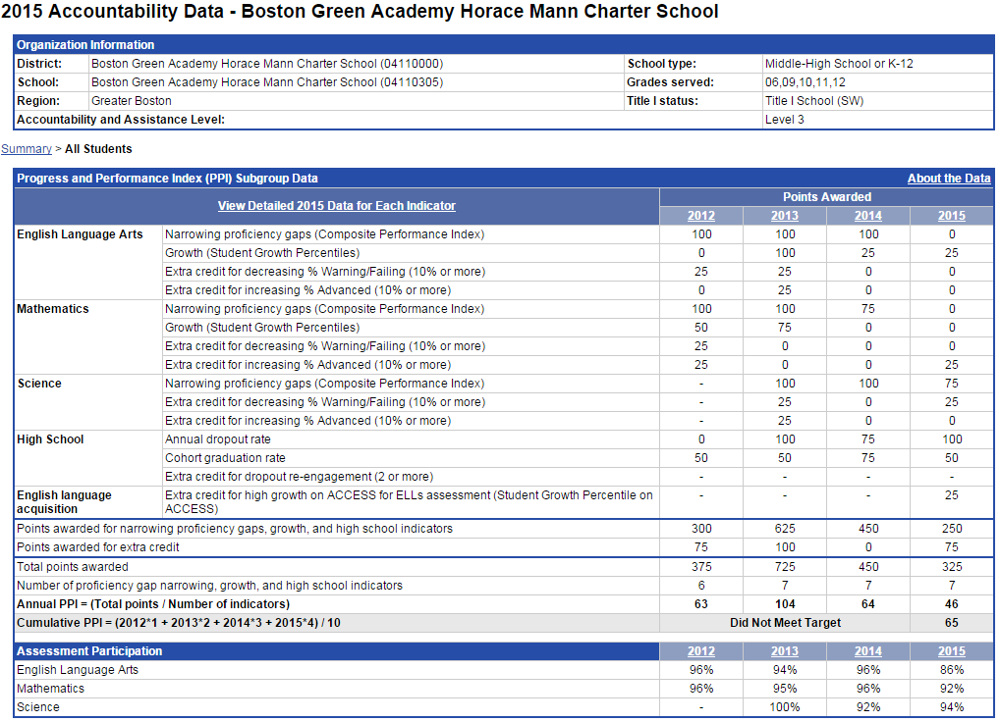 2015 Accountability Data - Boston Green Academy Horace Mann Charter School
Organization Information
District: Boston Green Academy Horace Mann Charter School (04110000) School type: Middle-High School or K-12
School: Boston Green Academy Horace Mann Charter School (04110305) Grades served: 06,09,10,11,12
Region: Greater Boston Title I status: Title I School (SW)
Accountability and Assistance Level: Level 3
Summary > All Students
Progress and Performance Index (PPI) Subgroup Data About the Data
View Detailed 2015 Data for Each Indicator Points Awarded
2012 2013 2014 2015
English Language Arts Narrowing proficiency gaps (Composite Performance Index) 100 100 100 0
Growth (Student Growth Percentiles) 0 100 25 25
Extra credit for decreasing % Warning/Failing (10% or more) 25 25 0 0
Extra credit for increasing % Advanced (10% or more) 0 25 0 0
Mathematics Narrowing proficiency gaps (Composite Performance Index) 100 100 75 0
Growth (Student Growth Percentiles) 50 75 0 0
Extra credit for decreasing % Warning/Failing (10% or more) 25 0 0 0
Extra credit for increasing % Advanced (10% or more) 25 0 0 25
Science Narrowing proficiency gaps (Composite Performance Index) - 100 100 75
Extra credit for decreasing % Warning/Failing (10% or more) - 25 0 25
Extra credit for increasing % Advanced (10% or more) - 25 0 0
High School Annual dropout rate 0 100 75 100
Cohort graduation rate 50 50 75 50
Extra credit for dropout re-engagement (2 or more) - - - -
English language Extra credit for high growth on ACCESS for ELLs assessment (Student Growth Percentile on - - - 25
acquisition ACCESS)
Points awarded for narrowing proficiency gaps, growth, and high school indicators 300 625 450 250
Points awarded for extra credit 75 100 0 75
Total points awarded 375 725 450 325
Number of proficiency gap narrowing, growth, and high school indicators 6 7 7 7
Annual PPI = (Total points / Number of indicators) 63 104 64 46
Cumulative PPI = (2012*1 + 2013*2 + 2014*3 + 2015*4) / 10 Did Not Meet Target 65
Assessment Participation 2012 2013 2014 2015
English Language Arts 96% 94% 96% 86%
Mathematics 96% 95% 96% 92%
Science - 100% 92% 94%